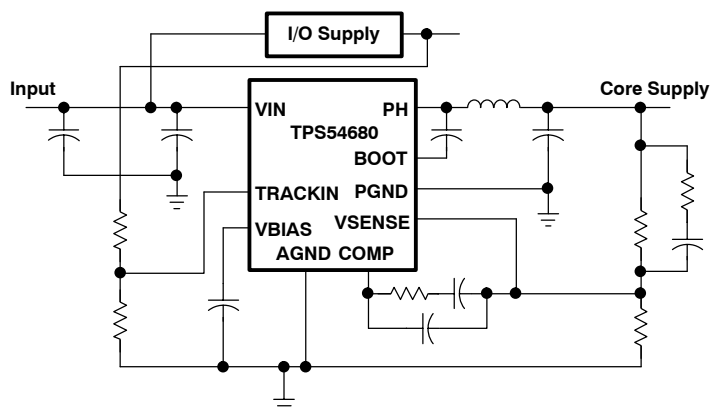 I/O Supply
Input
Core Supply
VIN
PH
TPS54680
BOOT
TRACKIN
PGND
VSENSE
VBIAS
AGND COMP